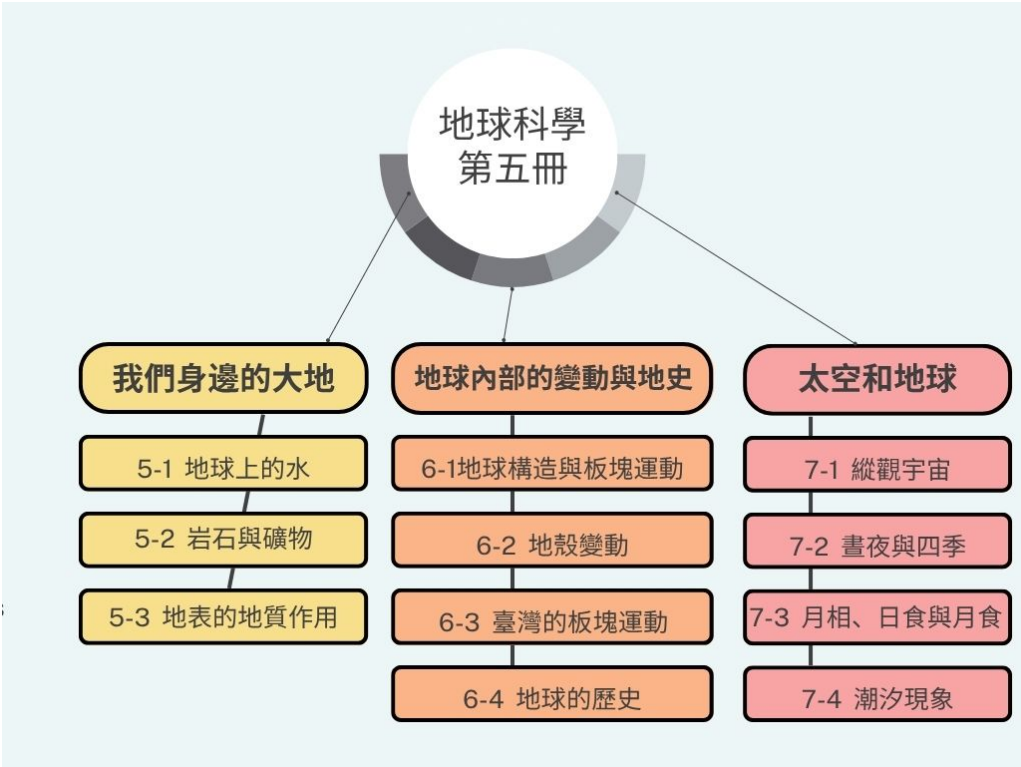 地球科學
第五冊
我們身邊的大地
5-1 地球上的水
5-2 岩石與礦物
5-3 地表的地質作用
地球內部的變動與地史
6-1地球構造與板塊運動
6-2 地殼變動
6-3 臺灣的板塊運動
6-4 地球的歷史
太空和地球
7-1 縱觀宇宙
7-2 晝夜與四季
7-3 月相、日食與月食
7-4 潮汐現象